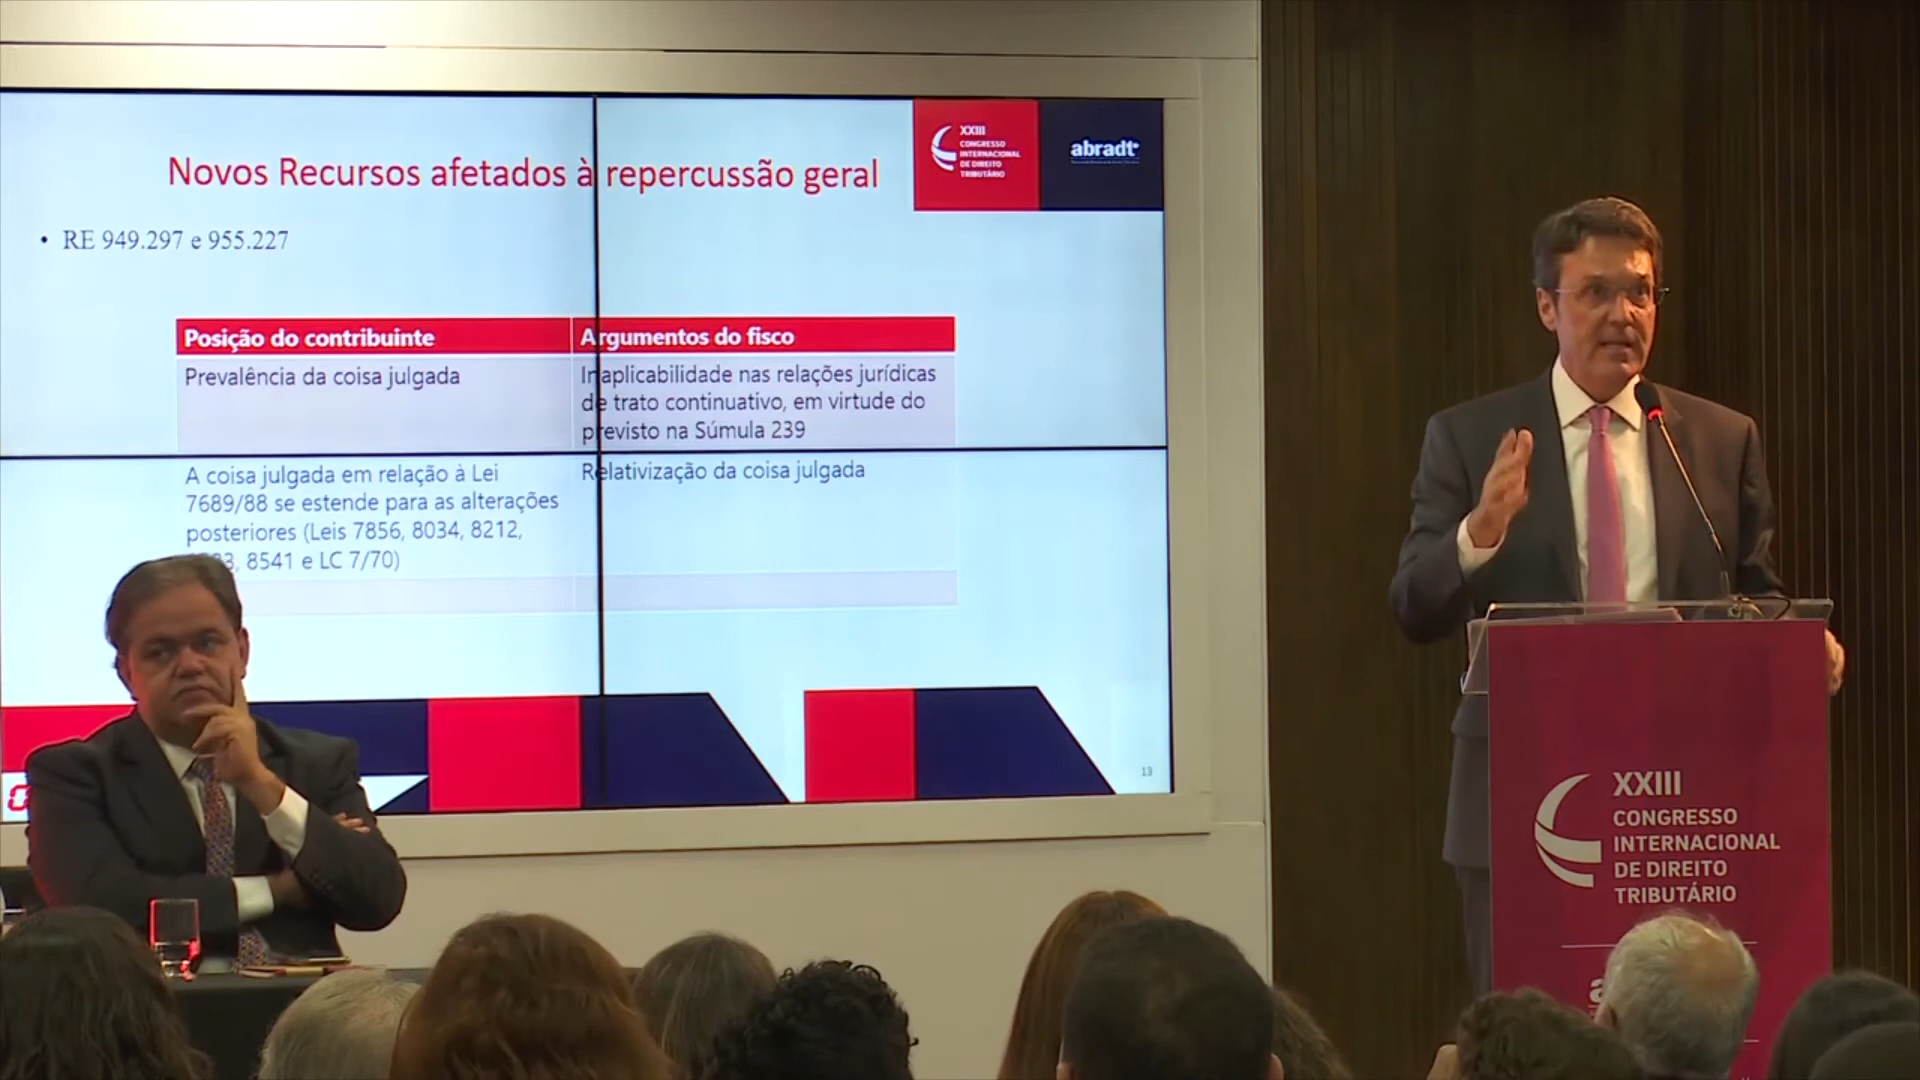 Novos Recursos afetados à repercussão geral
XXIII
CONGRESSO
INTERNACIONAL
DE DIREITO
TRIBUTÁRIO
abradt
• RE 949.297 e 955.227
Posição do contribuinte
Argumentos do fisco
Prevalência da coisa julgada
Inaplicabilidade nas relações jurídicas
de trato continuativo, em virtude do
previsto na Súmula 239
A coisa julgada em relação à Lei
7689/88 se estende para as alterações
posteriores (Leis 7856, 8034, 8212,
8541 e LC 7/70)
Relativização da coisa julgada
13
XXIII
CONGRESSO
INTERNACIONAL
DE DIREITO
TRIBUTÁRIO